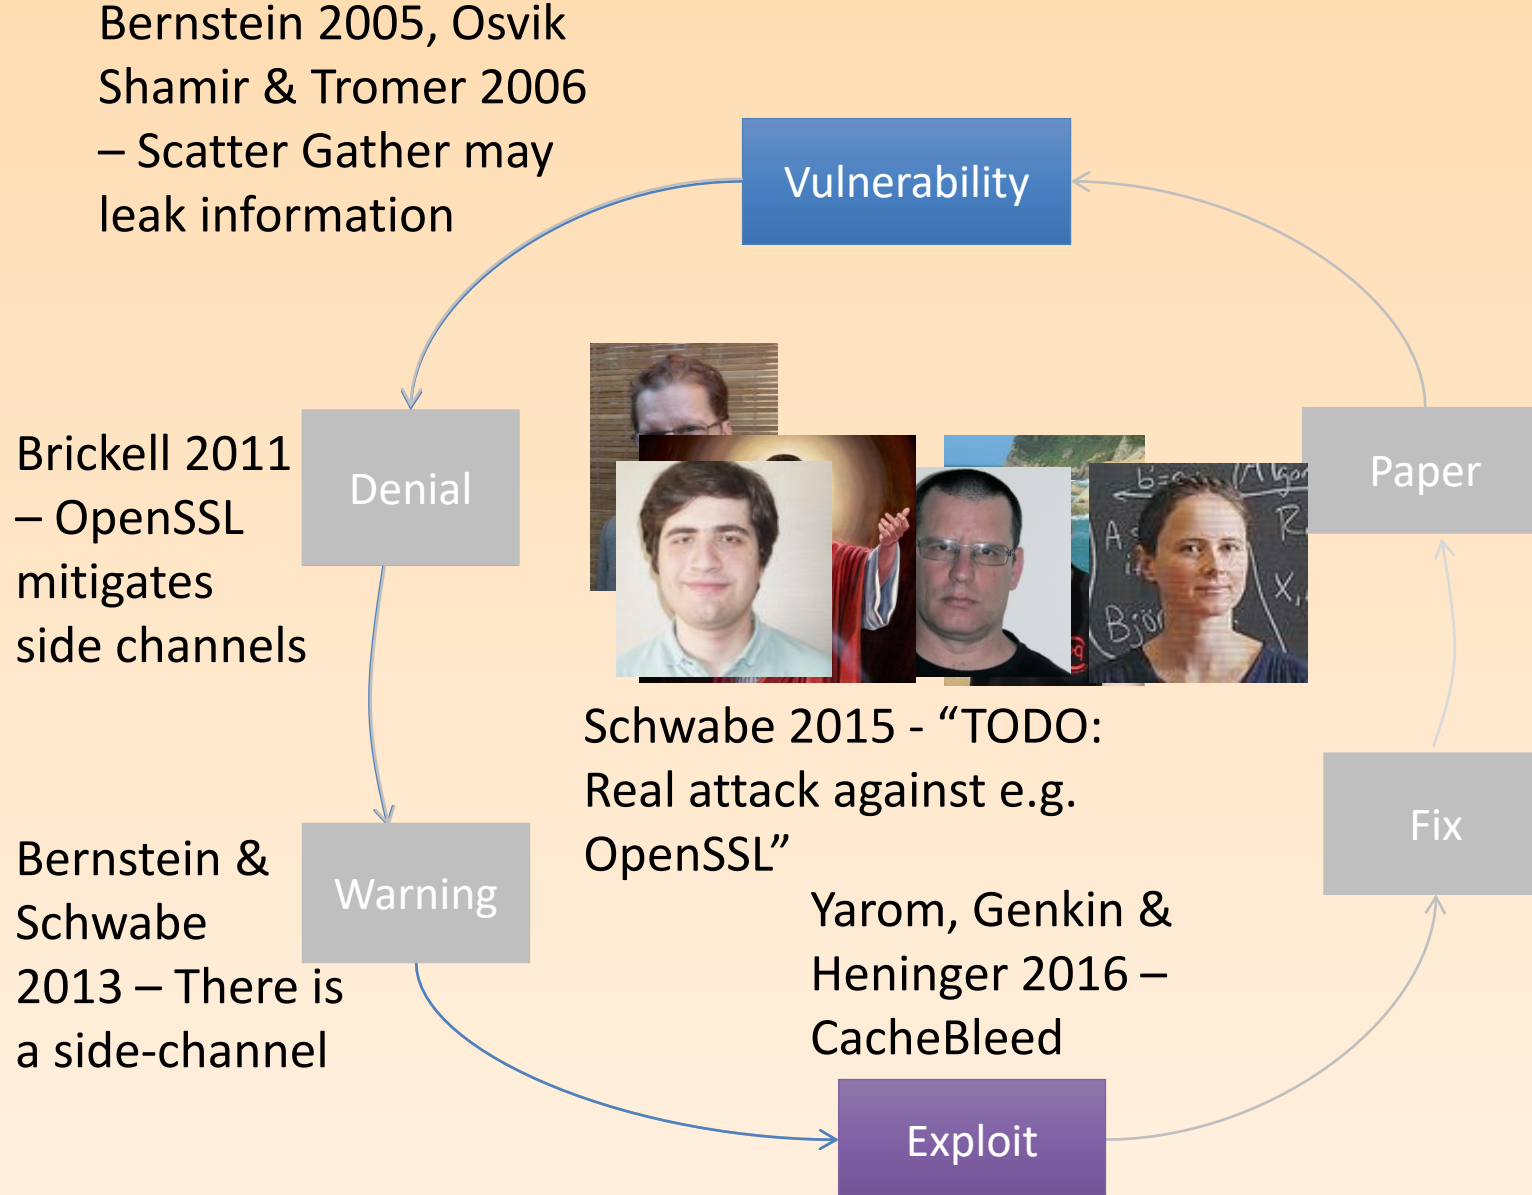 Bernstein 2005, Osvik
Shamir & Tromer 2006
– Scatter Gather may
leak information
Vulnerability
Brickell 2011
– OpenSSL
mitigates
side channels
Denial
Paper
Schwabe 2015 - “TODO:
Real attack against e.g.
OpenSSL”
Bernstein &
Schwabe
2013 – There is
a side-channel
Warning
Fix
Yarom, Genkin &
Heninger 2016 –
CacheBleed
Exploit